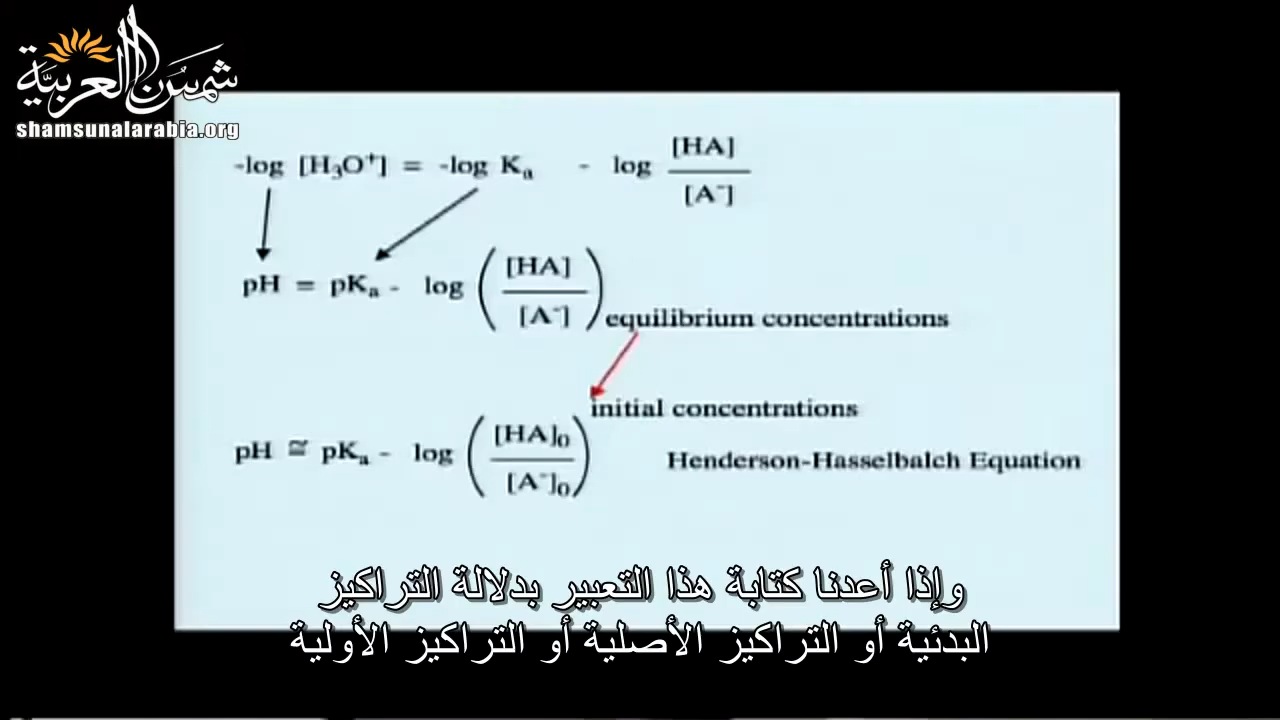 شمس العربية
shamsunalarabia.org
-log [H₃O⁺] = -log Kₐ - log [HA] / [A⁻]
pH = pKₐ - log ([HA] / [A⁻]) equilibrium concentrations
initial concentrations
pH ≅ pKₐ - log ([HA]₀ / [A⁻]₀)
Henderson-Hasselbalch Equation
وإذا أعدنا كتابة هذا التعبير بدلالة التراكيز
البدئية أو التراكيز الأصلية أو التراكيز الأولية